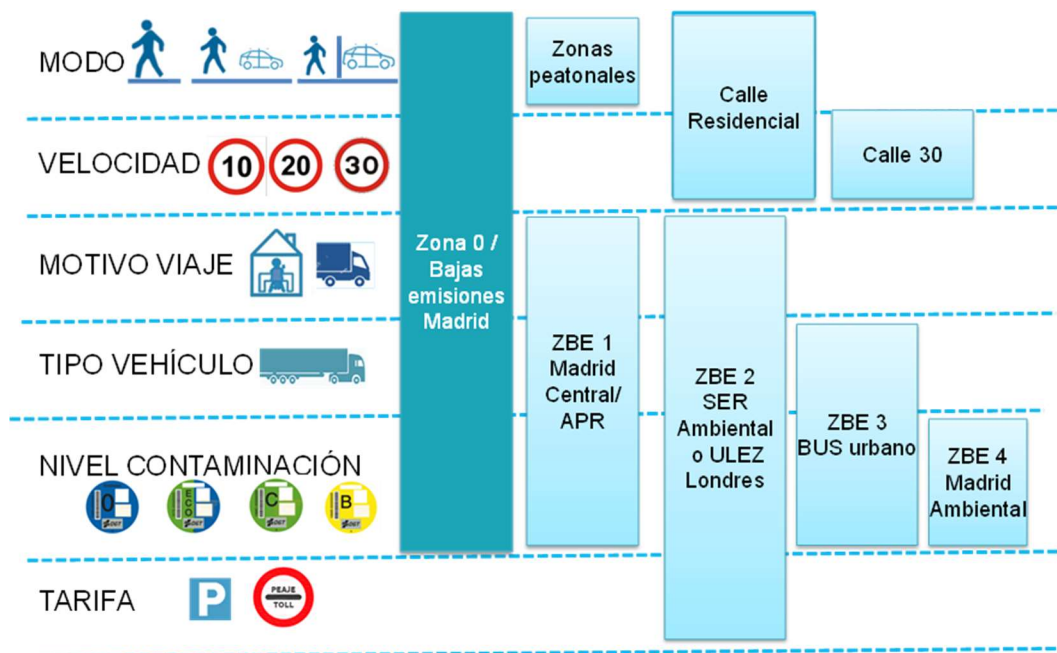 MODO
Zonas
peatonales
Calle
Residencial
VELOCIDAD
10
20
30
Calle 30
MOTIVO VIAJE
Zona 0 /
Bajas
emisiones
Madrid
TIPO VEHÍCULO
ZBE 1
Madrid
Central/
APR
ZBE 2
SER
Ambiental
o ULEZ
Londres
ZBE 3
BUS urbano
ZBE 4
Madrid
Ambiental
NIVEL CONTAMINACIÓN
0
ECO
C
B
TARIFA
P
PEAJE
TOLL